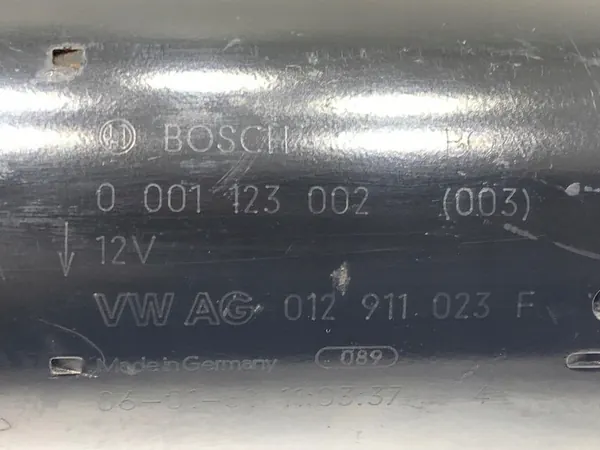 BOSCH
0 001 123 002 (003)
12V
VW AG 012 911 023 F
Made in Germany 089